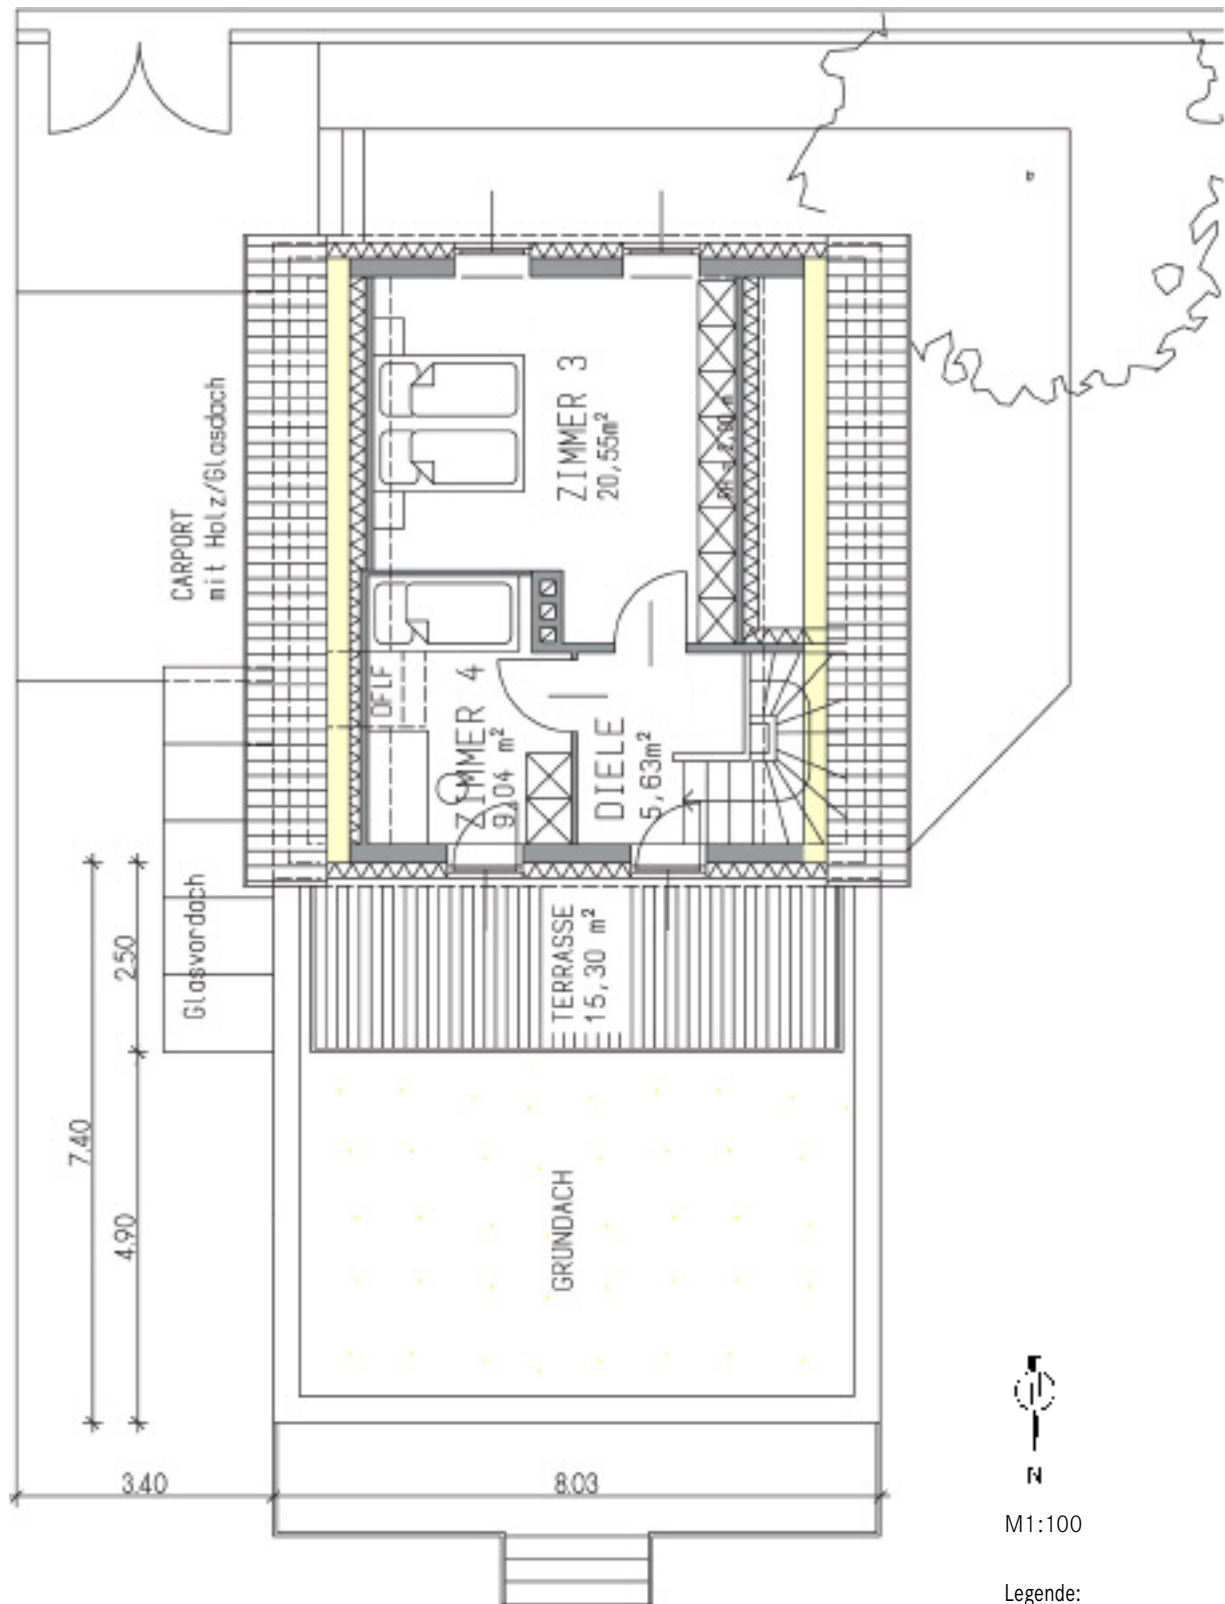 CARPORT
mit Holz/Glasdach
ZIMMER 3
20,55m²
DFLF
ZIMMER 4
9,04 m²
DIELE
5,63m²
Glasvordach
TERRASSE
15,30 m²
2.50
7.40
4.90
GRÜNDACH
3.40
8.03
N
M1:100
Legende: